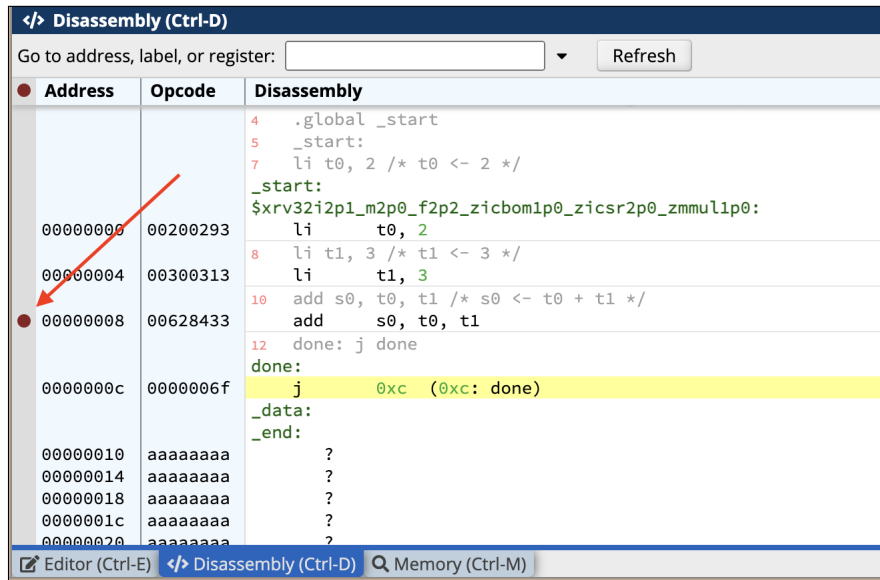 </> Disassembly (Ctrl-D)
Go to address, label, or register: Refresh
Address Opcode Disassembly
4 .global _start
5 _start:
7 li t0, 2 /* t0 <- 2 */
_start:
$xrv32i2p1_m2p0_f2p2_zicbom1p0_zicsr2p0_zmmul1p0:
00000000 00200293 li t0, 2
8 li t1, 3 /* t1 <- 3 */
00000004 00300313 li t1, 3
10 add s0, t0, t1 /* s0 <- t0 + t1 */
00000008 00628433 add s0, t0, t1
12 done: j done
done:
0000000c 0000006f j 0xc (0xc: done)
_data:
_end:
00000010 aaaaaaaa ?
00000014 aaaaaaaa ?
00000018 aaaaaaaa ?
0000001c aaaaaaaa ?
00000020 aaaaaaaa ?
Editor (Ctrl-E) </> Disassembly (Ctrl-D) Memory (Ctrl-M)